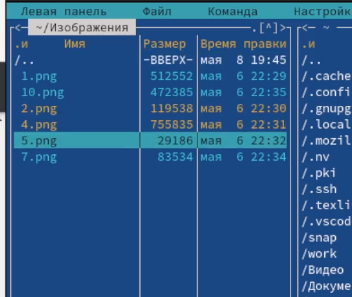 Левая панель Файл Команда Настройк
<─ ~/Изображения .[^]> <─ ~
.и Имя Размер Время правки .и
/.. -ВВЕРХ- мая 8 19:45 /..
1.png 512552 мая 6 22:29 /.cache
10.png 472385 мая 6 22:35 /.confi
2.png 119538 мая 6 22:30 /.gnupg
4.png 755835 мая 6 22:31 /.local
5.png 29186 мая 6 22:32 /.mozil
7.png 83534 мая 6 22:34 /.nv
/.pki
/.ssh
/.texli
/.vscod
/snap
/work
/Видео
/Докуме